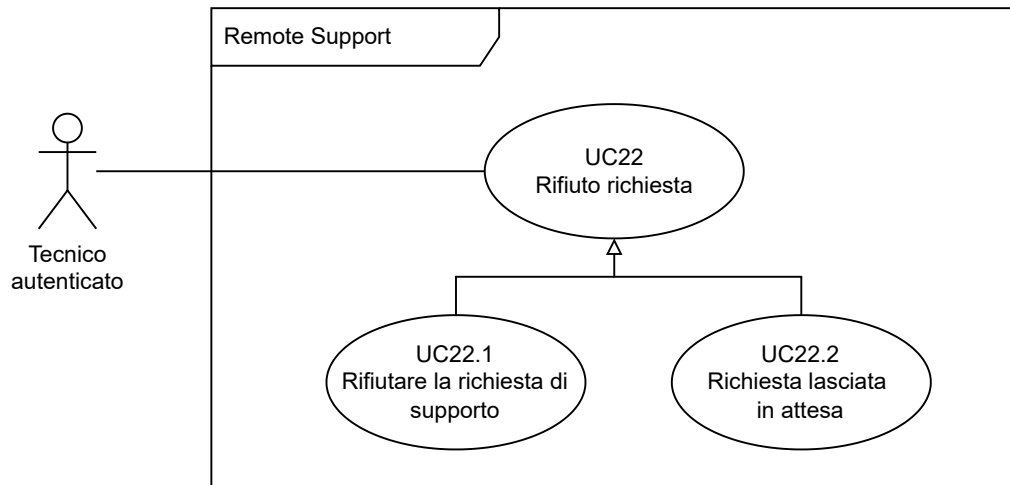 Remote Support
UC22
Rifiuto richiesta
Tecnico
autenticato
UC22.1
Rifiutare la richiesta di
supporto
UC22.2
Richiesta lasciata
in attesa